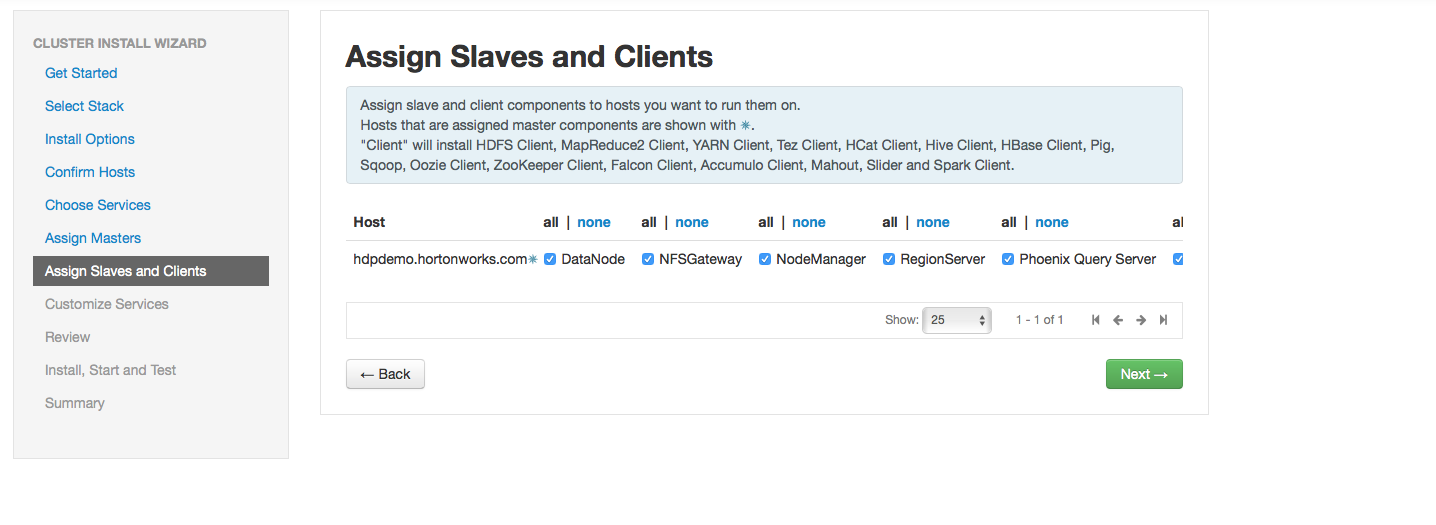 CLUSTER INSTALL WIZARD
Get Started
Select Stack
Install Options
Confirm Hosts
Choose Services
Assign Masters
Assign Slaves and Clients
Customize Services
Review
Install, Start and Test
Summary
Assign Slaves and Clients
Assign slave and client components to hosts you want to run them on.
Hosts that are assigned master components are shown with ✵.
"Client" will install HDFS Client, MapReduce2 Client, YARN Client, Tez Client, HCat Client, Hive Client, HBase Client, Pig,
Sqoop, Oozie Client, ZooKeeper Client, Falcon Client, Accumulo Client, Mahout, Slider and Spark Client.
Host all | none all | none all | none all | none all | none al
hdpdemo.hortonworks.com✵ DataNode NFSGateway NodeManager RegionServer Phoenix Query Server
Show: 25 1 - 1 of 1
← Back
Next →